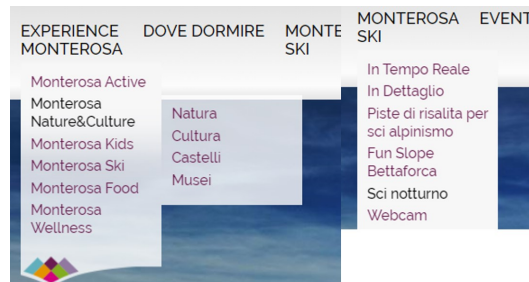 EXPERIENCE
MONTEROSA
DOVE DORMIRE
MONTE
SKI
Monterosa Active
Monterosa
Nature&Culture
Monterosa Kids
Monterosa Ski
Monterosa Food
Monterosa
Wellness
Natura
Cultura
Castelli
Musei
MONTEROSA
SKI
EVENT
In Tempo Reale
In Dettaglio
Piste di risalita per
sci alpinismo
Fun Slope
Bettaforca
Sci notturno
Webcam